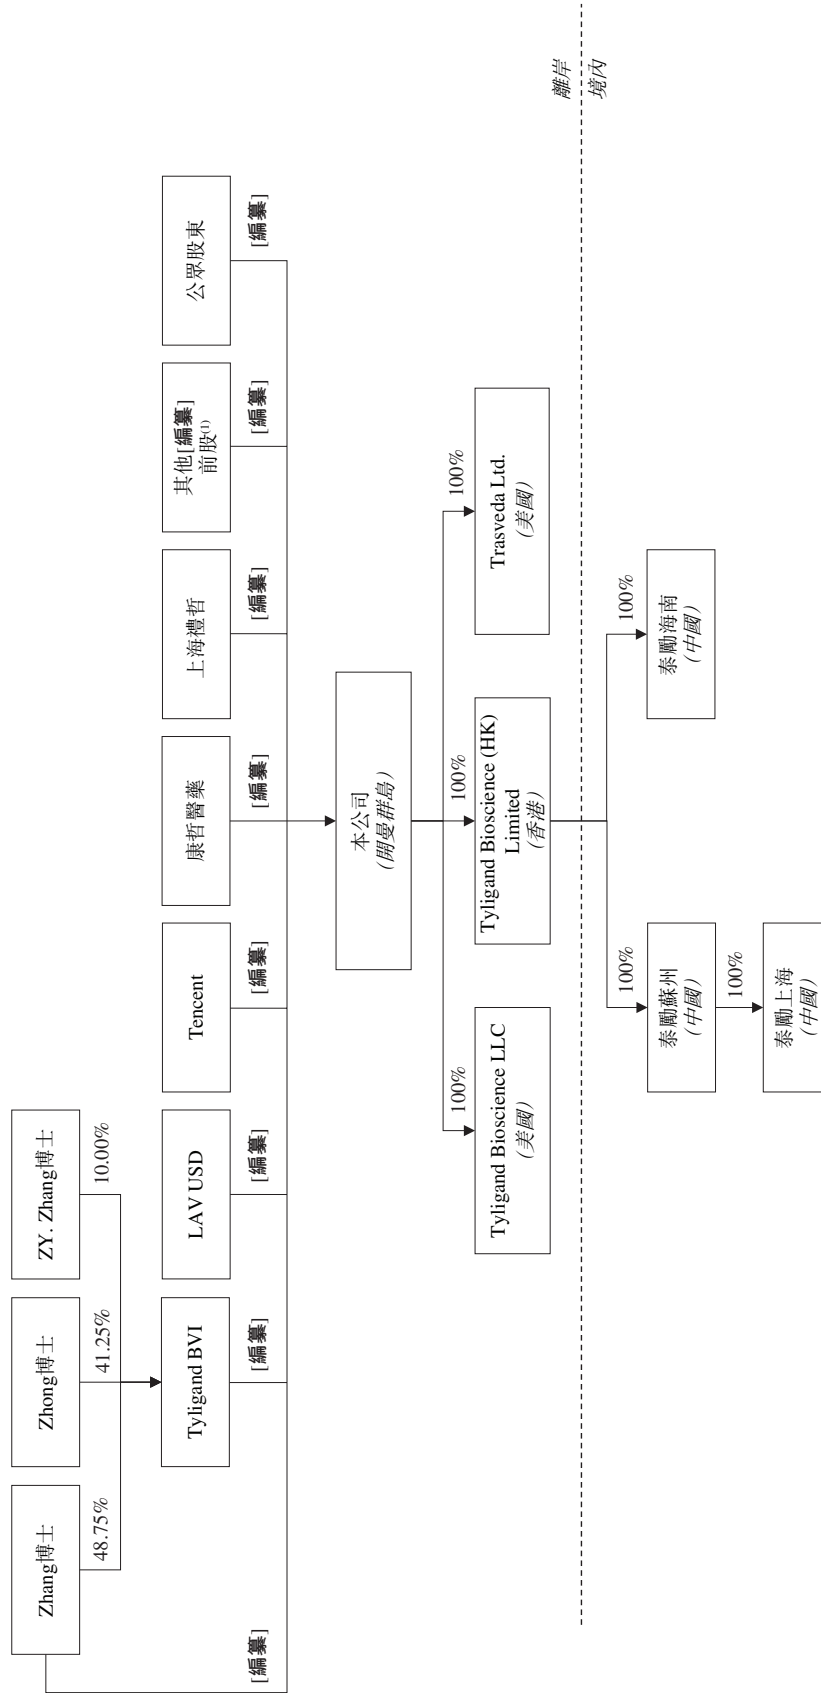 Zhang博士
Zhong博士
ZY. Zhang博士
48.75%
41.25%
10.00%
Tyligand BVI
LAV USD
Tencent
康哲醫藥
上海禮哲
其他[編纂]
前股(1)
公眾股東
[編纂]
[編纂]
[編纂]
[編纂]
[編纂]
[編纂]
[編纂]
[編纂]
本公司
(開曼群島)
100%
100%
100%
Tyligand Bioscience LLC
(美國)
Tyligand Bioscience (HK)
Limited
(香港)
Trasveda Ltd.
(美國)
離岸
境內
100%
100%
泰勵蘇州
(中國)
泰勵海南
(中國)
100%
泰勵上海
(中國)